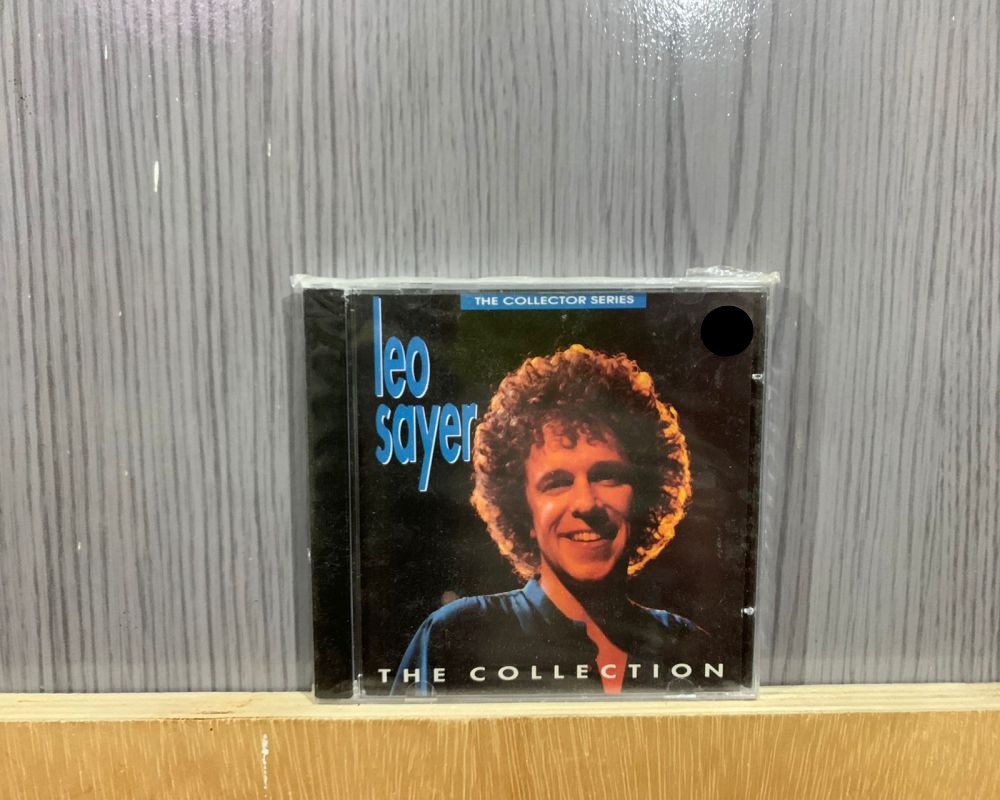 THE COLLECTOR SERIES
leo
sayer
THE COLLECTION